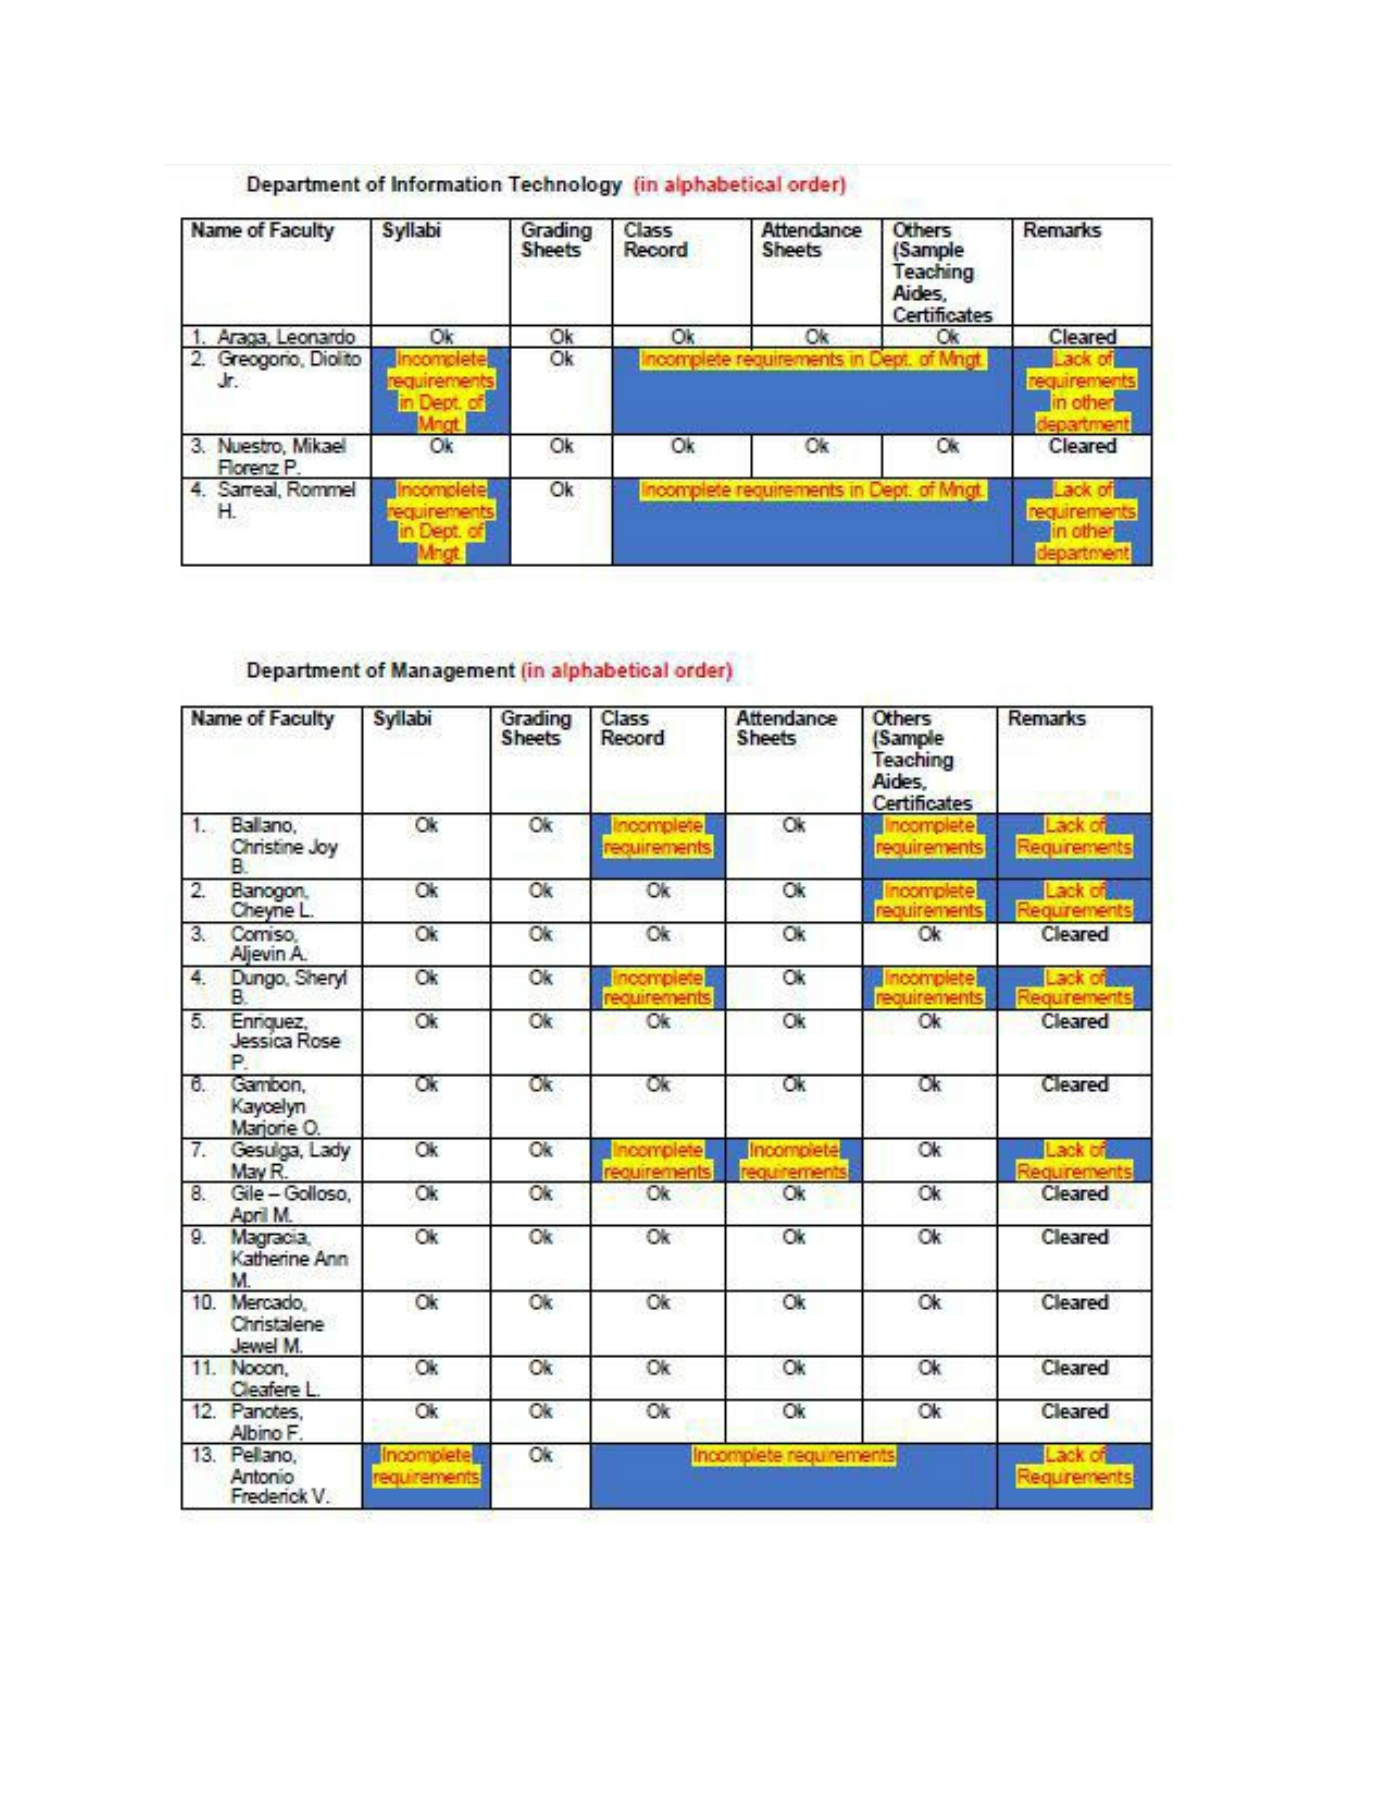 Department of Information Technology (in alphabetical order)
Name of Faculty Syllabi Grading Class Attendance Others Remarks
Sheets Record Sheets (Sample
Teaching
Aides,
Certificates
1. Araga, Leonardo Ok Ok Ok Ok Ok Cleared
2. Greogorio, Diolito Incomplete Ok Incomplete requirements in Dept. of Mngt. Lack of
Jr. requirements requirements
in Dept. of in other
Mngt. department
3. Nuestro, Mikael Ok Ok Ok Ok Ok Cleared
Florenz P.
4. Sarreal, Rommel Incomplete Ok Incomplete requirements in Dept. of Mngt. Lack of
H. requirements requirements
in Dept. of in other
Mngt. department
Department of Management (in alphabetical order)
Name of Faculty Syllabi Grading Class Attendance Others Remarks
Sheets Record Sheets (Sample
Teaching
Aides,
Certificates
1. Ballano, Ok Ok Incomplete Ok Incomplete Lack of
Christine Joy requirements requirements Requirements
B.
2. Banogon, Ok Ok Ok Ok Incomplete Lack of
Cheyne L. requirements Requirements
3. Comiso, Ok Ok Ok Ok Ok Cleared
Aljevin A.
4. Dungo, Sheryl Ok Ok Incomplete Ok Incomplete Lack of
B. requirements requirements Requirements
5. Enriquez, Ok Ok Ok Ok Ok Cleared
Jessica Rose
P.
6. Gambon, Ok Ok Ok Ok Ok Cleared
Kaycelyn
Marjorie O.
7. Gesulga, Lady Ok Ok Incomplete Incomplete Ok Lack of
May R. requirements requirements Requirements
8. Gile – Golloso, Ok Ok Ok Ok Ok Cleared
April M.
9. Magracia, Ok Ok Ok Ok Ok Cleared
Katherine Ann
M.
10. Mercado, Ok Ok Ok Ok Ok Cleared
Christalene
Jewel M.
11. Nocon, Ok Ok Ok Ok Ok Cleared
Cleafere L.
12. Panotes, Ok Ok Ok Ok Ok Cleared
Albino F.
13. Pellano, Incomplete Ok Incomplete requirements Lack of
Antonio requirements Requirements
Frederick V.